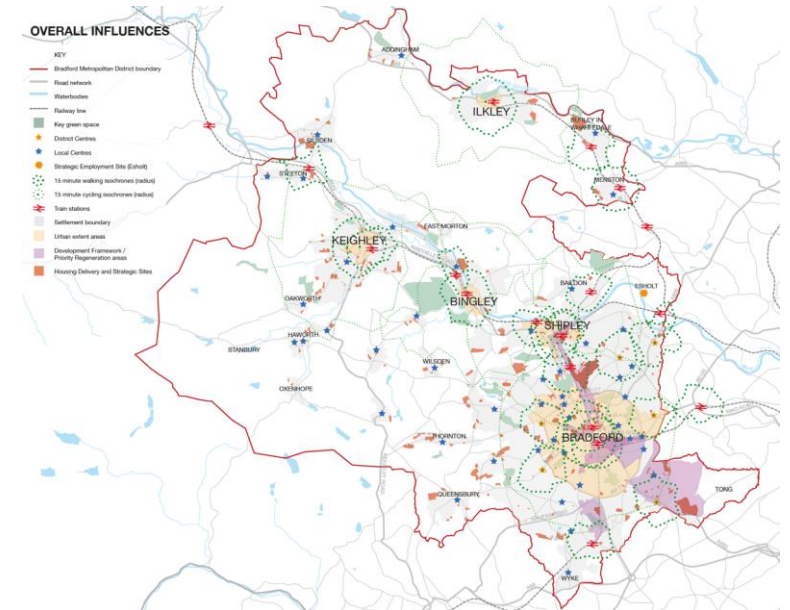 OVERALL INFLUENCES
KEY
Bradford Metropolitan District boundary
Road network
Waterbodies
Railway line
Key green space
District Centres
Local Centres
Strategic Employment Site (Esholt)
15 minute walking isochrones (radius)
15 minute cycling isochrones (radius)
Train stations
Settlement boundary
Urban extent areas
Development Framework /
Priority Regeneration areas
Housing Delivery and Strategic Sites
ADDINGHAM
ILKLEY
BURLEY IN
WHARFEDALE
SILSDEN
STEETON
MENSTON
EAST MORTON
KEIGHLEY
BAILDON
ESHOLT
OAKWORTH
BINGLEY
SHIPLEY
HAWORTH
STANBURY
WILSDEN
OXENHOPE
THORNTON
BRADFORD
QUEENSBURY
TONG
WYKE